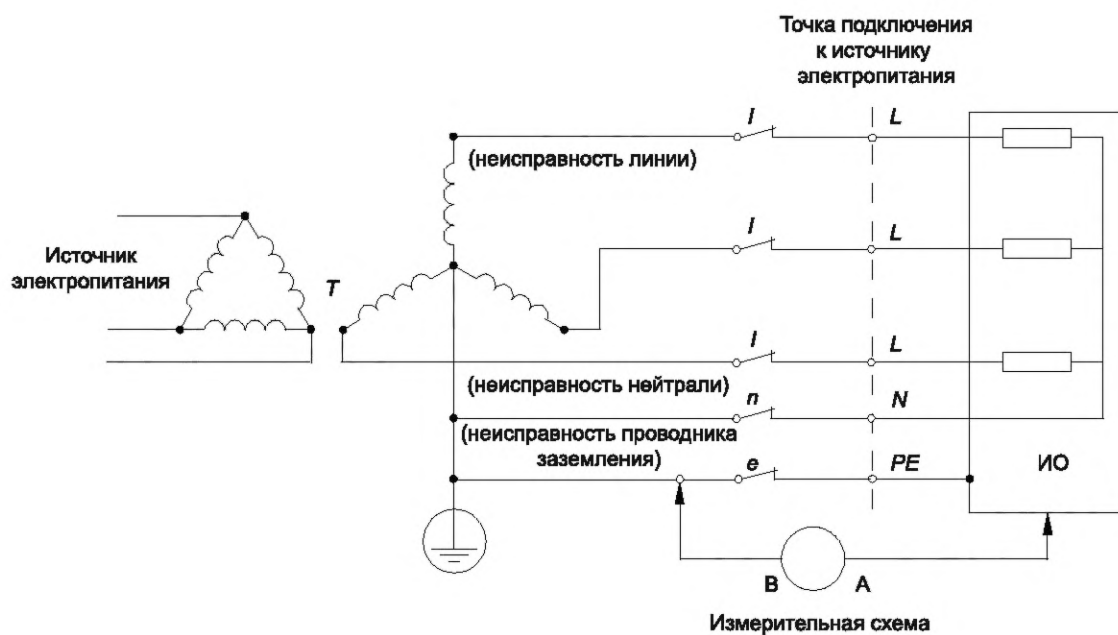 Точка подключения
к источнику
электропитания
l
L
(неисправность линии)
l
L
Источник
электропитания
T
l
L
(неисправность нейтрали)
n
N
(неисправность проводника
заземления)
e
PE
ИО
B
A
Измерительная схема